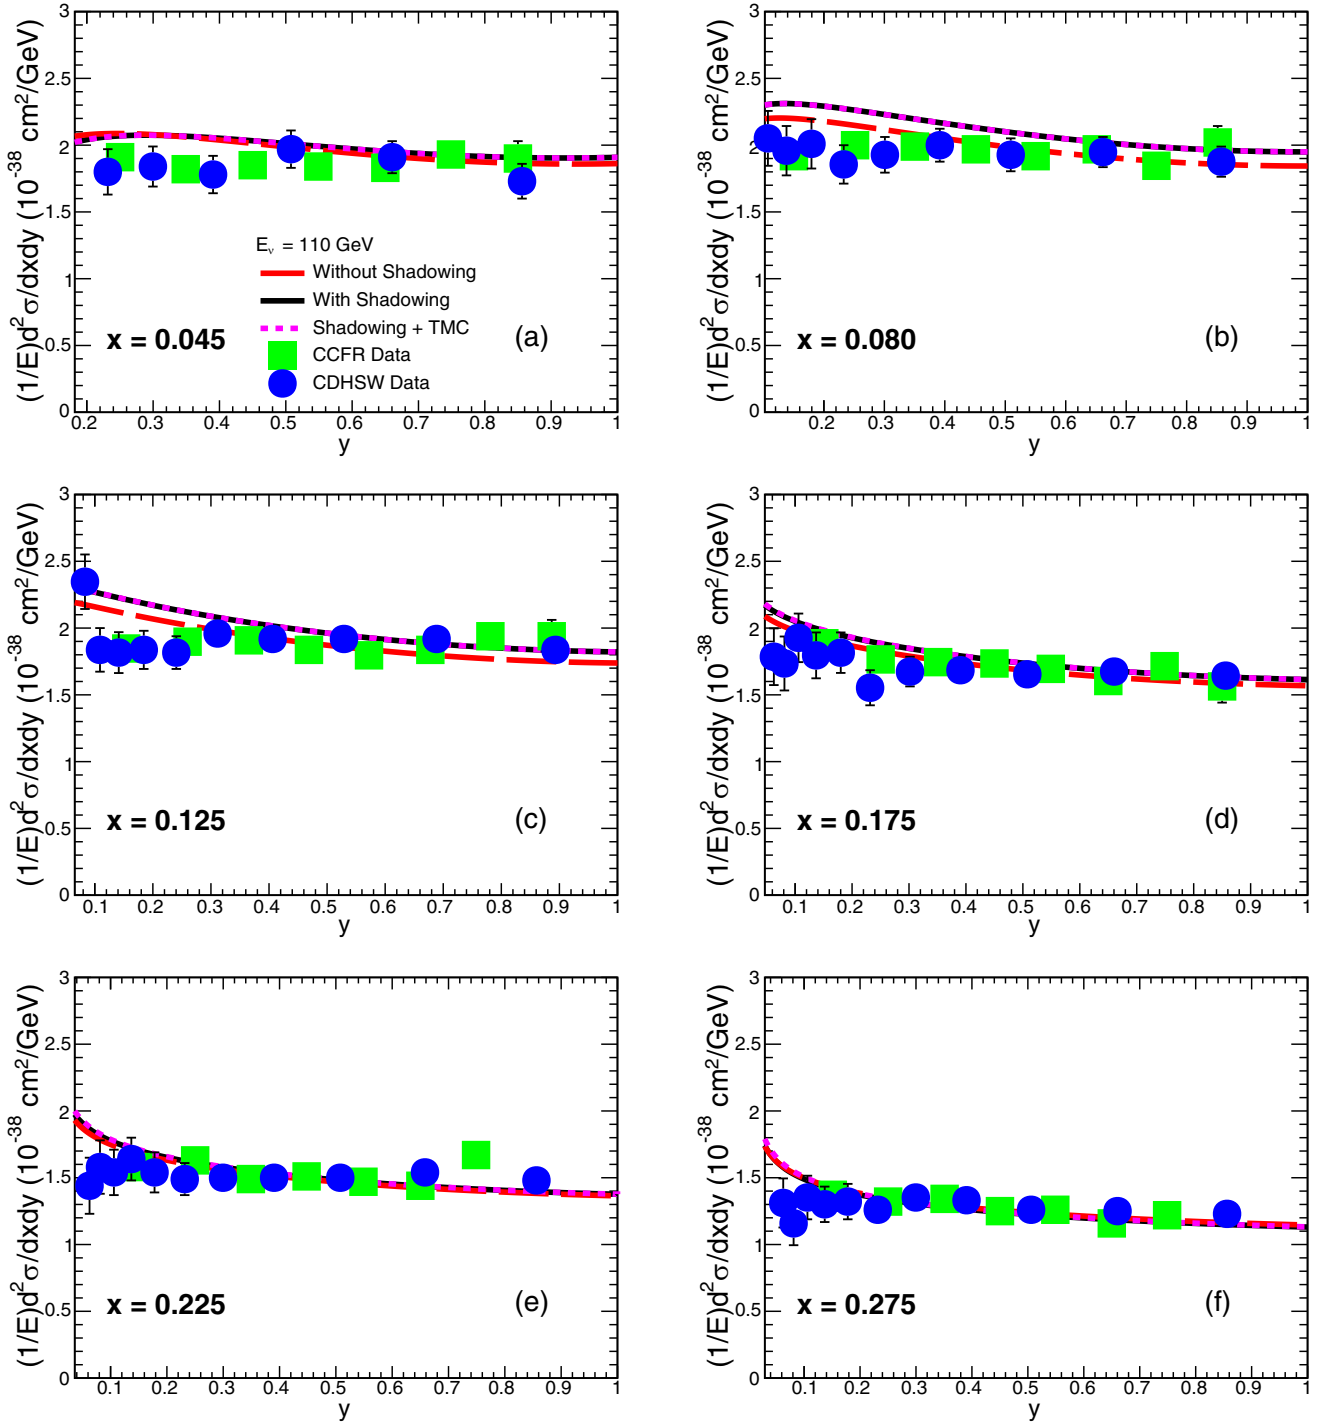 (1/E)d² σ/dxdy (10⁻³⁸ cm²/GeV)
3
2.5
2
1.5
1
0.5
0
0.2 0.3 0.4 0.5 0.6 0.7 0.8 0.9 1
y
Eᵥ = 110 GeV
Without Shadowing
With Shadowing
Shadowing + TMC
CCFR Data
CDHSW Data
x = 0.045
(a)
(1/E)d² σ/dxdy (10⁻³⁸ cm²/GeV)
3
2.5
2
1.5
1
0.5
0
0.2 0.3 0.4 0.5 0.6 0.7 0.8 0.9 1
y
x = 0.080
(b)
(1/E)d² σ/dxdy (10⁻³⁸ cm²/GeV)
3
2.5
2
1.5
1
0.5
0
0.1 0.2 0.3 0.4 0.5 0.6 0.7 0.8 0.9 1
y
x = 0.125
(c)
(1/E)d² σ/dxdy (10⁻³⁸ cm²/GeV)
3
2.5
2
1.5
1
0.5
0
0.1 0.2 0.3 0.4 0.5 0.6 0.7 0.8 0.9 1
y
x = 0.175
(d)
(1/E)d² σ/dxdy (10⁻³⁸ cm²/GeV)
3
2.5
2
1.5
1
0.5
0
0.1 0.2 0.3 0.4 0.5 0.6 0.7 0.8 0.9 1
y
x = 0.225
(e)
(1/E)d² σ/dxdy (10⁻³⁸ cm²/GeV)
3
2.5
2
1.5
1
0.5
0
0.1 0.2 0.3 0.4 0.5 0.6 0.7 0.8 0.9 1
y
x = 0.275
(f)